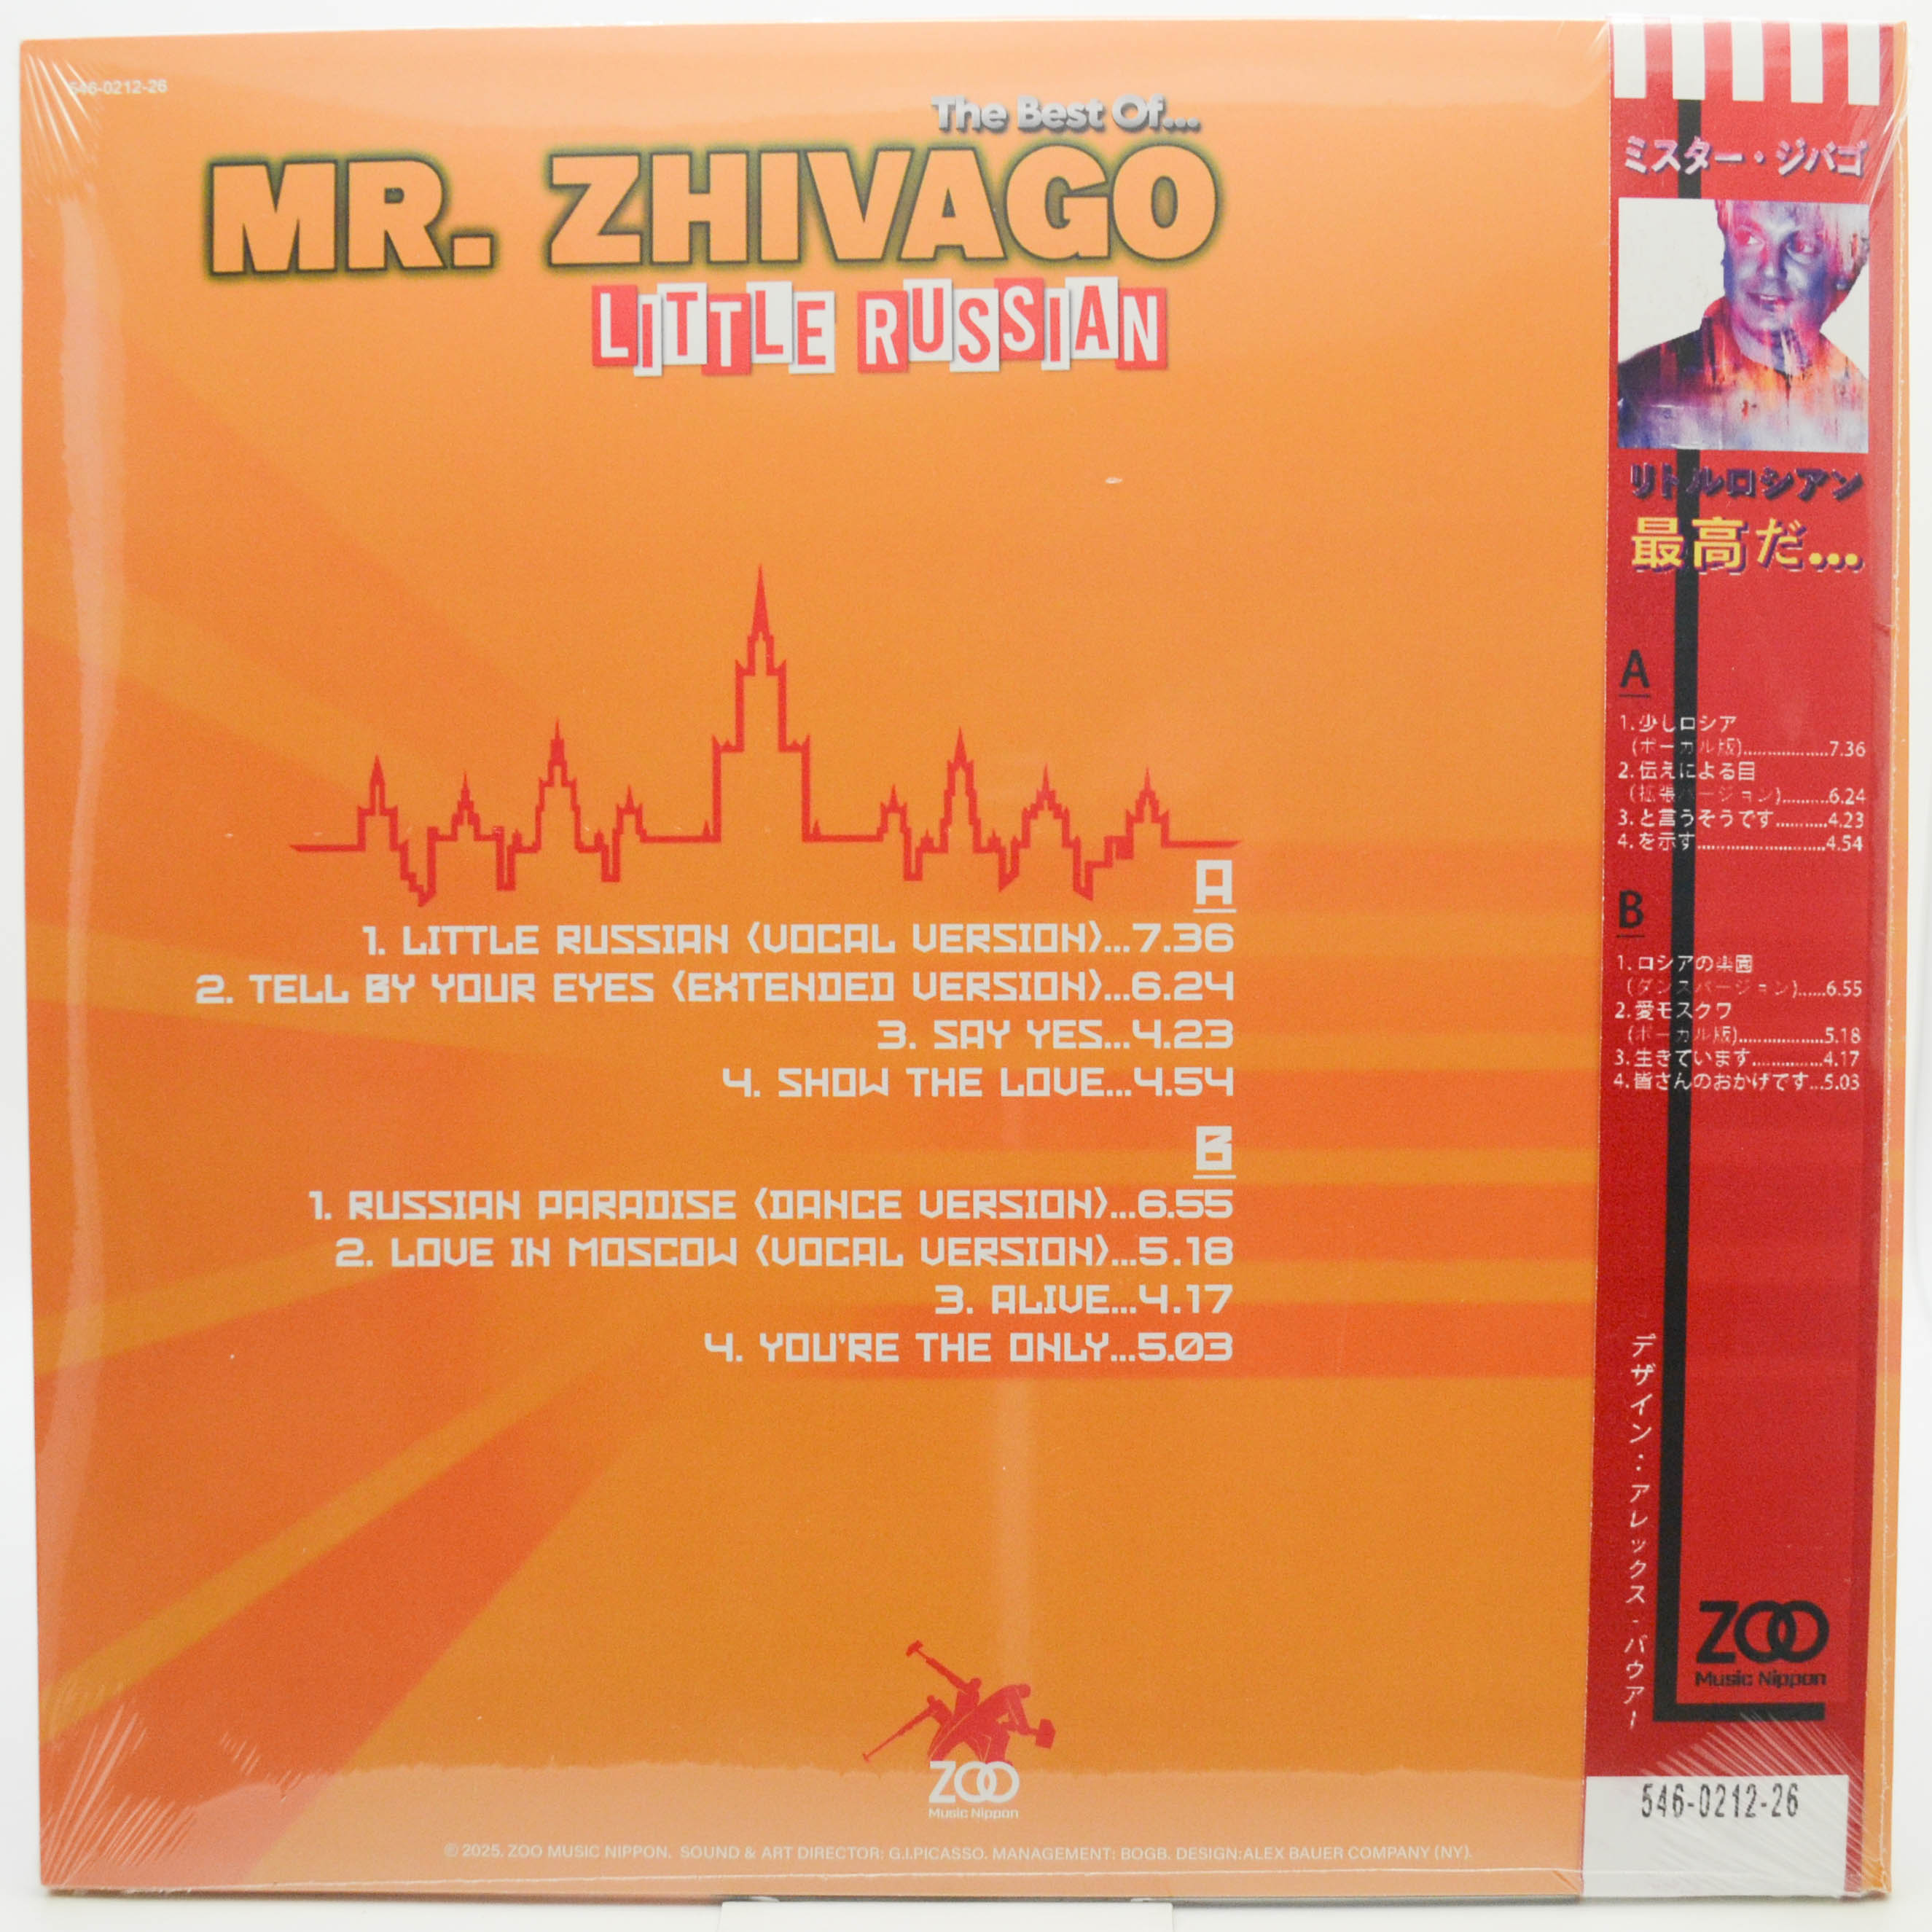 546-0212-26
The Best Of...
MR. ZHIVAGO
LITTLE RUSSIAN
A
1. LITTLE RUSSIAN (VOCAL VERSION)...7.36
2. TELL BY YOUR EYES (EXTENDED VERSION)...6.24
3. SAY YES...4.23
4. SHOW THE LOVE...4.54
B
1. RUSSIAN PARADISE (DANCE VERSION)...6.55
2. LOVE IN MOSCOW (VOCAL VERSION)...5.18
3. ALIVE...4.17
4. YOU'RE THE ONLY...5.03
ZOO
Music Nippon
© 2025. ZOO MUSIC NIPPON. SOUND & ART DIRECTOR: G.I.PICASSO. MANAGEMENT: BOGB. DESIGN:ALEX BAUER COMPANY (NY).
ミスター・ジバゴ
リトルロシアン
最高だ...
A
1. 少しロシア
(ボーカル版)..................7.36
2. 伝えによる目
(拡張バージョン)..........6.24
3. と言うそうです...........4.23
4. を示す...........................4.54
B
1. ロシアの楽園
(ダンスバージョン)......6.55
2. 愛モスクワ
(ボーカル版)..................5.18
3. 生きています...............4.17
4. 皆さんのおかげです...5.03
デザイン：アレックス・バウアー
ZOO
Music Nippon
546-0212-26